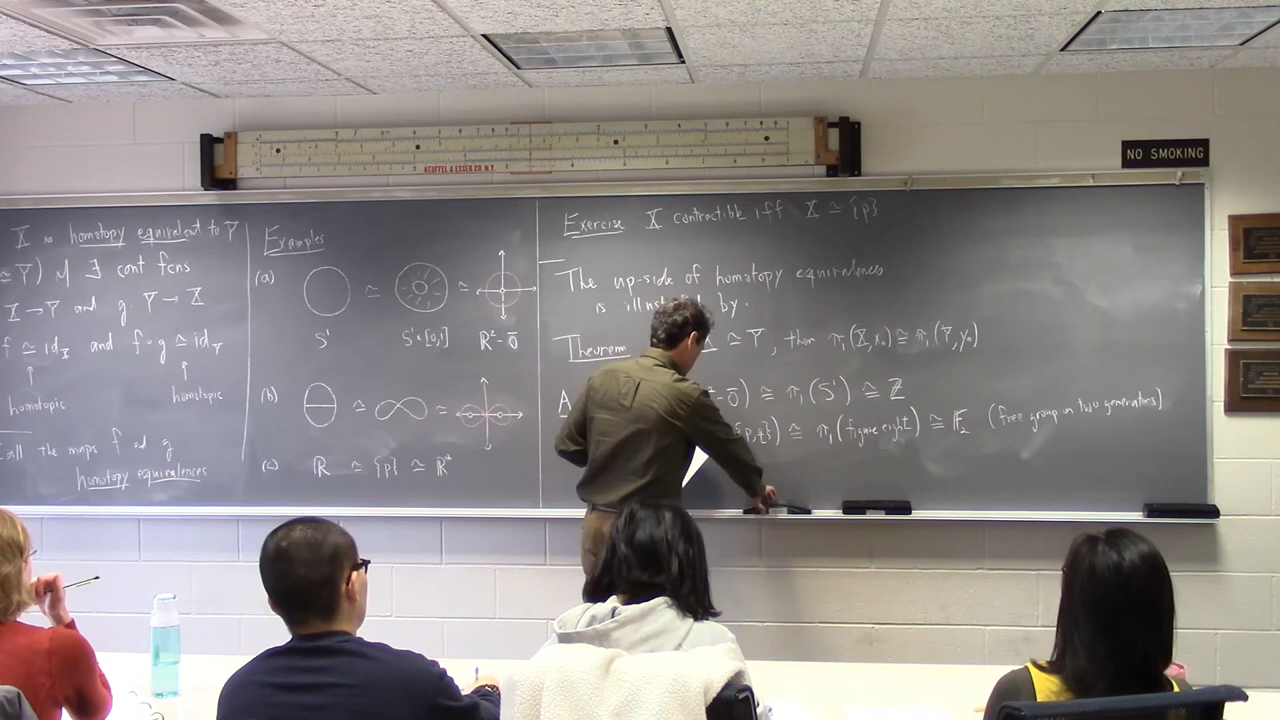 KEUFFEL & ESSER CO. N.Y.
NO SMOKING
X is homotopy equivalent to Y
≃ Y) if ∃ cont fcns
X → Y and g: Y → X
f ≃ id_X and f∘g ≃ id_Y
↑ ↑
homotopic homotopic
Call the maps f and g
homotopy equivalences
Examples
(a) ≃ ≃
S¹ S¹×[0,1] ℝ²-0̄
(b) ≃ ≃
(c) ℝ ≃ {p} ≃ ℝ²
Exercise X contractible iff X ≃ {p}
The up-side of homotopy equivalences
is by.
Theorem ≃ Y, then π₁(X,x₀) ≅ π₁(Y,y₀)
A ²-0̄) ≅ π₁(S¹) ≅ ℤ
{p,q}) ≅ π₁(figure eight) ≅ F₂ (free group on two generators)